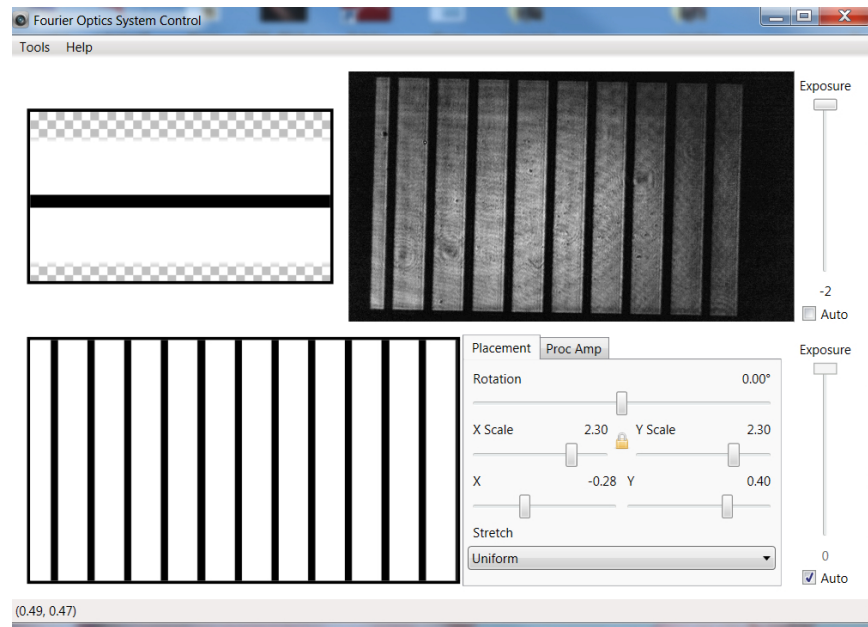 Fourier Optics System Control
Tools Help
Exposure
-2
Auto
Placement Proc Amp
Rotation 0.00°
X Scale 2.30 Y Scale 2.30
X -0.28 Y 0.40
Stretch
Uniform
Exposure
0
Auto
(0.49, 0.47)